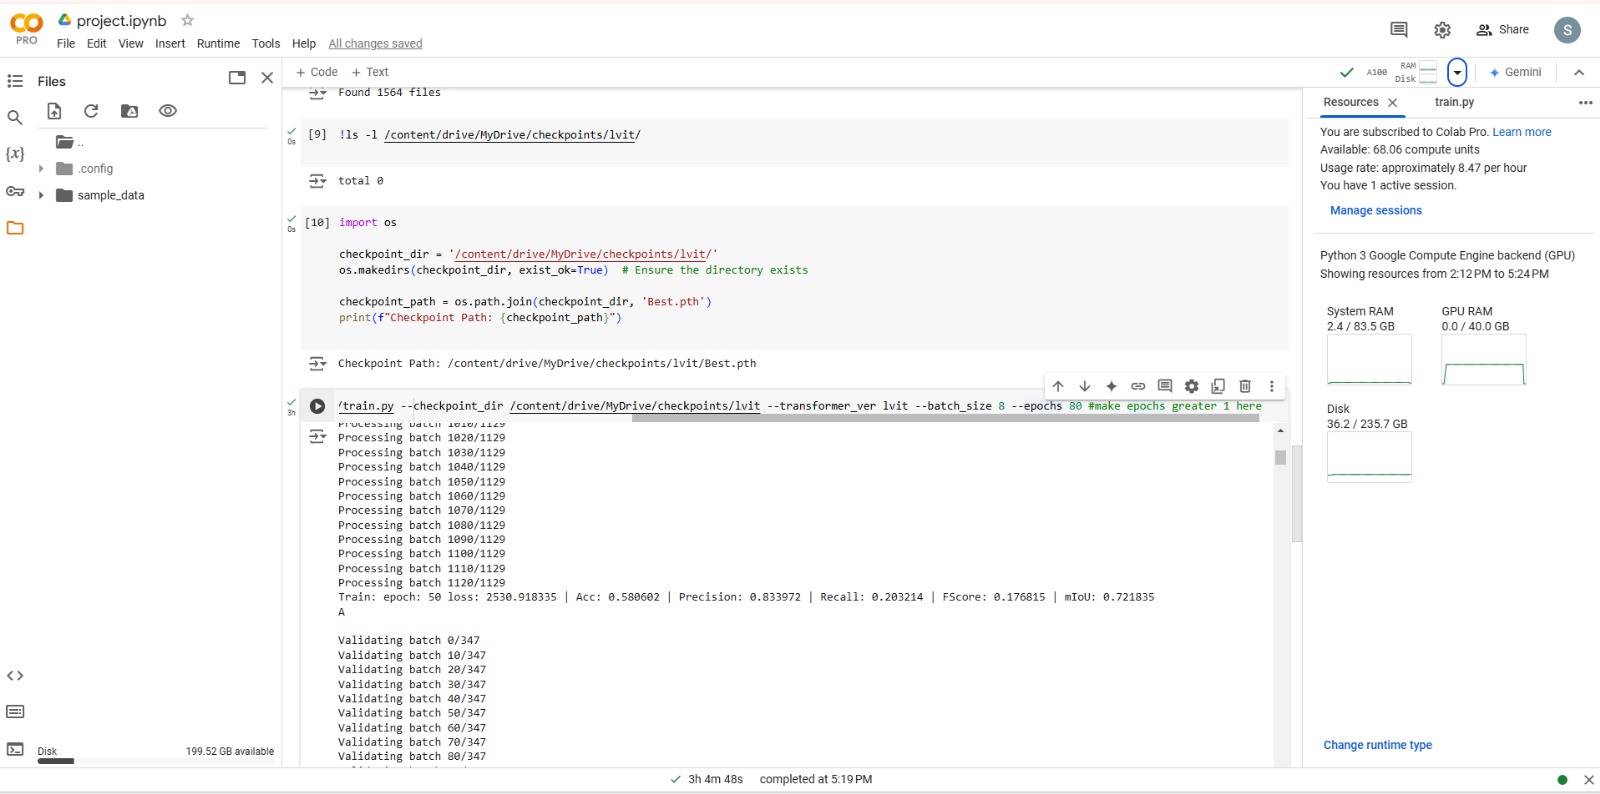 project.ipynb
PRO
File Edit View Insert Runtime Tools Help All changes saved
Share
S
Files
..
.config
sample_data
Disk 199.52 GB available
+ Code + Text
A100 RAM Disk
Gemini
Found 1564 files
0s [9] !ls -l /content/drive/MyDrive/checkpoints/lvit/
total 0
0s [10] import os
checkpoint_dir = '/content/drive/MyDrive/checkpoints/lvit/'
os.makedirs(checkpoint_dir, exist_ok=True) # Ensure the directory exists
checkpoint_path = os.path.join(checkpoint_dir, 'Best.pth')
print(f"Checkpoint Path: {checkpoint_path}")
Checkpoint Path: /content/drive/MyDrive/checkpoints/lvit/Best.pth
3h /train.py --checkpoint_dir /content/drive/MyDrive/checkpoints/lvit --transformer_ver lvit --batch_size 8 --epochs 80 #make epochs greater 1 here
Processing batch 1010/1129
Processing batch 1020/1129
Processing batch 1030/1129
Processing batch 1040/1129
Processing batch 1050/1129
Processing batch 1060/1129
Processing batch 1070/1129
Processing batch 1080/1129
Processing batch 1090/1129
Processing batch 1100/1129
Processing batch 1110/1129
Processing batch 1120/1129
Train: epoch: 50 loss: 2530.918335 | Acc: 0.580602 | Precision: 0.833972 | Recall: 0.203214 | FScore: 0.176815 | mIoU: 0.721835
A
Validating batch 0/347
Validating batch 10/347
Validating batch 20/347
Validating batch 30/347
Validating batch 40/347
Validating batch 50/347
Validating batch 60/347
Validating batch 70/347
Validating batch 80/347
Resources train.py
You are subscribed to Colab Pro. Learn more
Available: 68.06 compute units
Usage rate: approximately 8.47 per hour
You have 1 active session.
Manage sessions
Python 3 Google Compute Engine backend (GPU)
Showing resources from 2:12 PM to 5:24 PM
System RAM
2.4 / 83.5 GB
GPU RAM
0.0 / 40.0 GB
Disk
36.2 / 235.7 GB
Change runtime type
3h 4m 48s completed at 5:19 PM